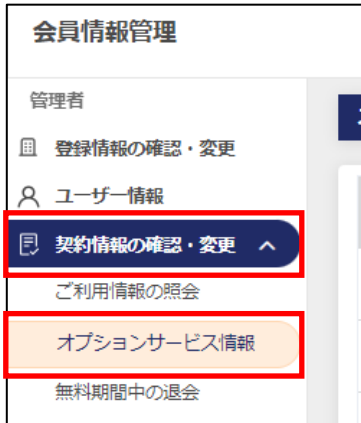 会員情報管理
管理者
登録情報の確認・変更
ユーザー情報
契約情報の確認・変更
ご利用情報の照会
オプションサービス情報
無料期間中の退会